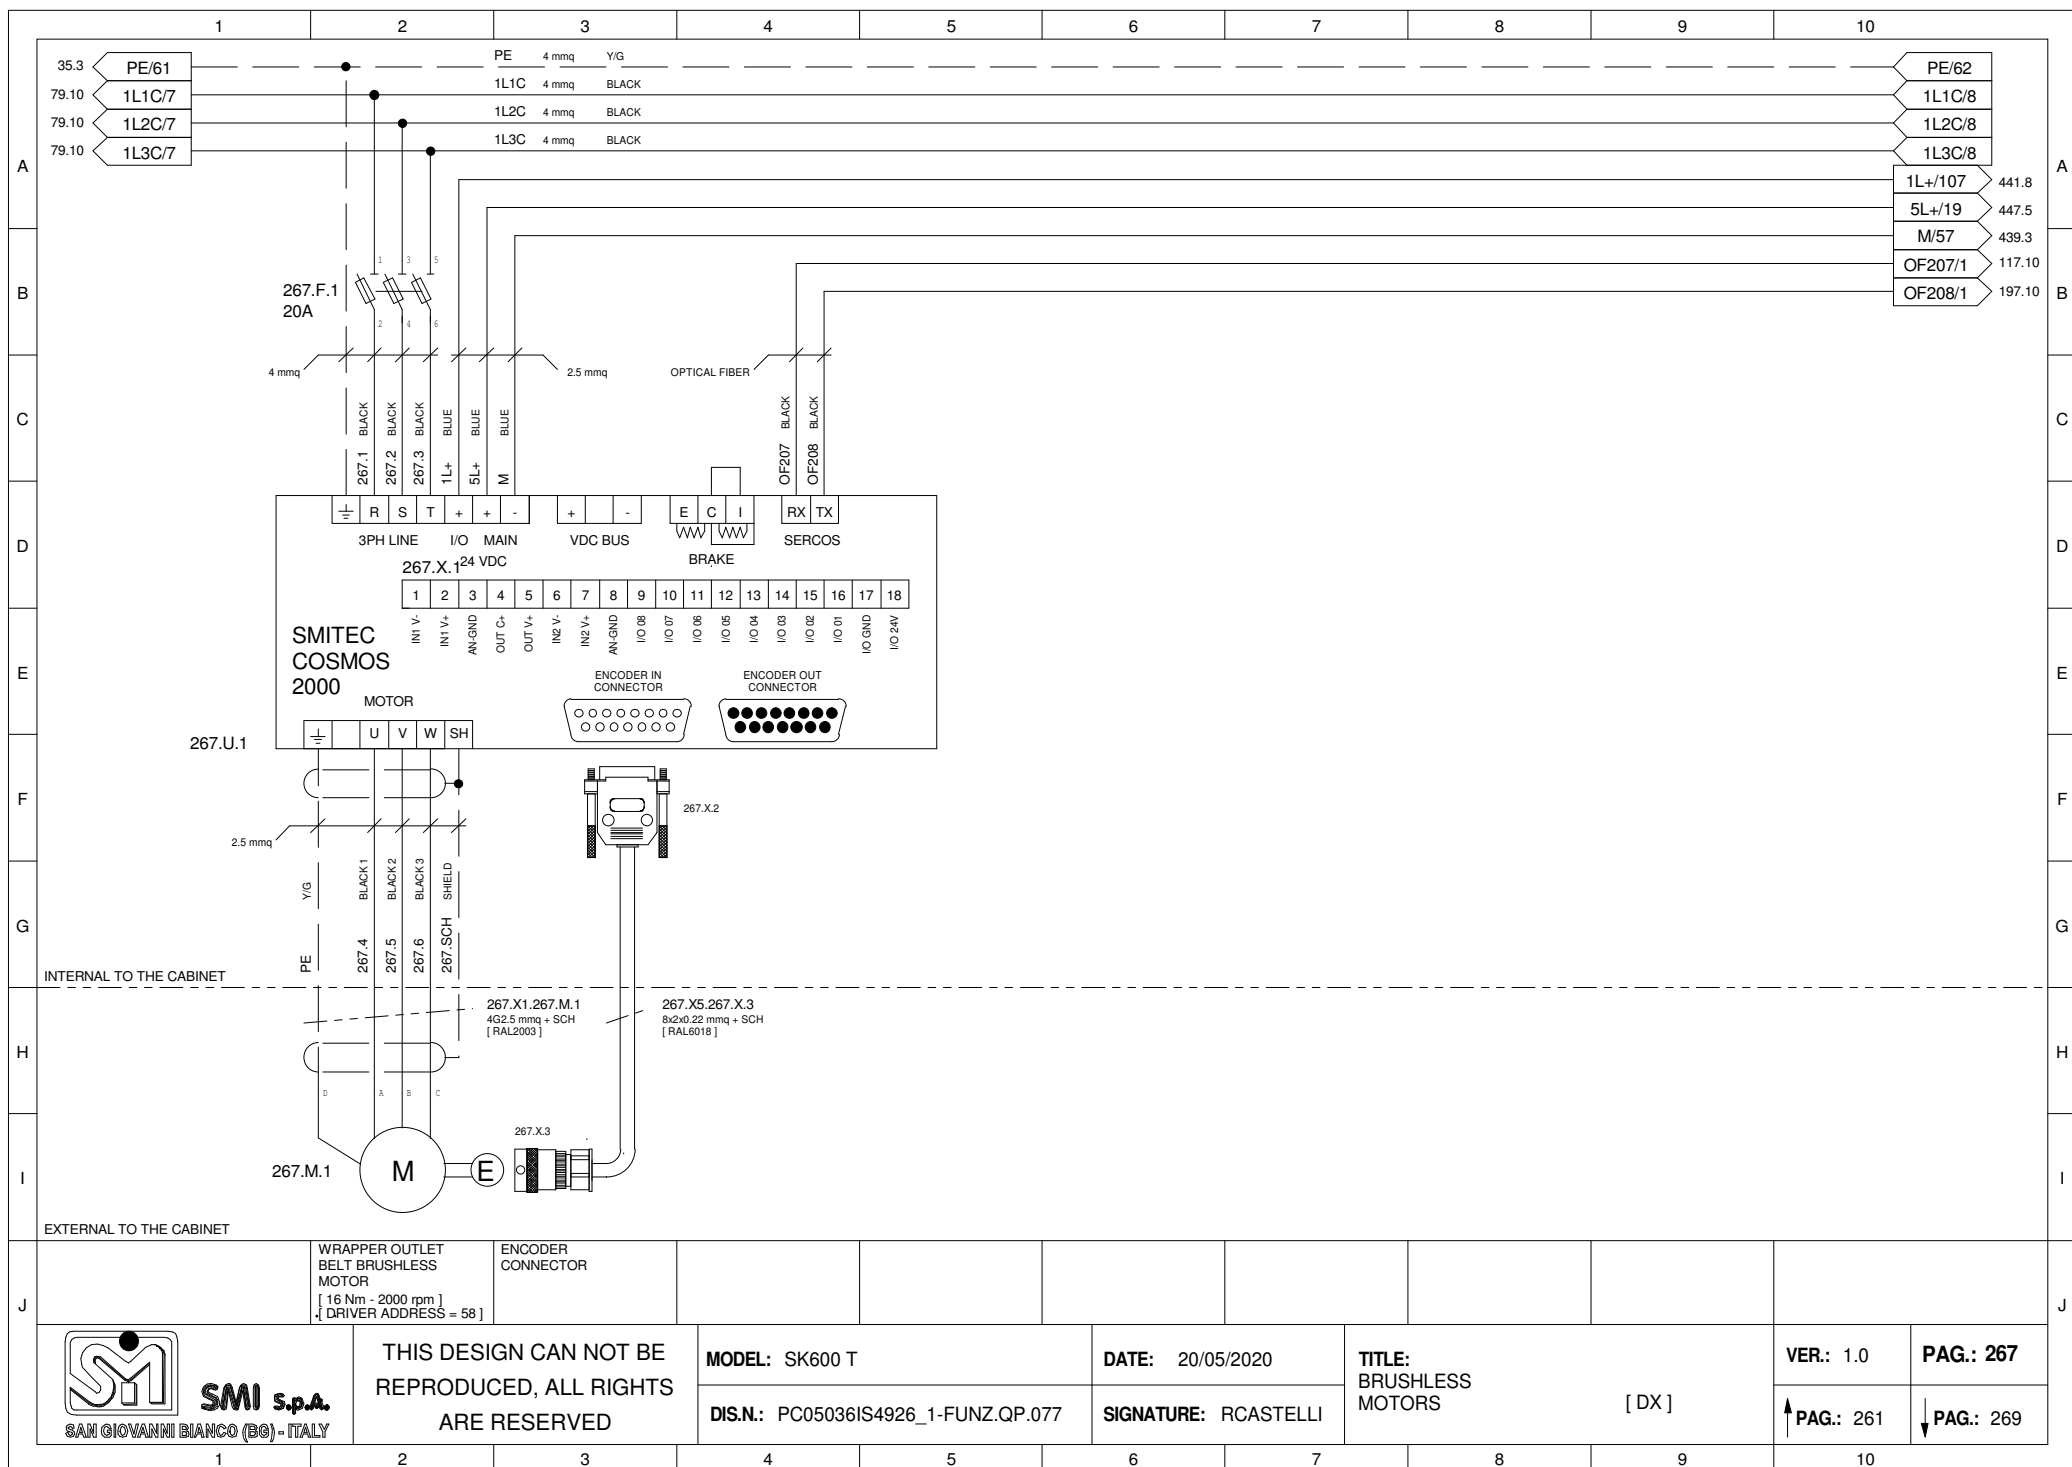 1 2 3 4 5 6 7 8 9 10
35.3 PE/61 PE 4 mmq Y/G PE/62
79.10 1L1C/7 1L1C 4 mmq BLACK 1L1C/8
79.10 1L2C/7 1L2C 4 mmq BLACK 1L2C/8
79.10 1L3C/7 1L3C 4 mmq BLACK 1L3C/8
A A
1L+/107 441.8
5L+/19 447.5
M/57 439.3
OF207/1 117.10
OF208/1 197.10
B B
1 3 5
267.F.1
20A
2 4 6
4 mmq 2.5 mmq OPTICAL FIBER
C C
BLACK BLACK BLACK BLUE BLUE BLUE BLACK BLACK
267.1 267.2 267.3 1L+ 5L+ M OF207 OF208
R S T + + - + - E C I RX TX
3PH LINE I/O MAIN VDC BUS SERCOS
D D
24 VDC BRAKE
267.X.1
1 2 3 4 5 6 7 8 9 10 11 12 13 14 15 16 17 18
IN1 V- IN1 V+ AN-GND OUT C+ OUT V+ IN2 V- IN2 V+ AN-GND I/O 08 I/O 07 I/O 06 I/O 05 I/O 04 I/O 03 I/O 02 I/O 01 I/O GND I/O 24V
SMITEC
COSMOS
2000
E E
ENCODER IN
CONNECTOR
ENCODER OUT
CONNECTOR
MOTOR
U V W SH
267.U.1
F F
267.X.2
2.5 mmq
Y/G BLACK 1 BLACK 2 BLACK 3 SHIELD
G G
PE 267.4 267.5 267.6 267.SCH
INTERNAL TO THE CABINET
267.X1.267.M.1
4G2.5 mmq + SCH
[ RAL2003 ]
267.X5.267.X.3
8x2x0.22 mmq + SCH
[ RAL6018 ]
H H
D A B C
267.X.3
267.M.1 M E
I I
EXTERNAL TO THE CABINET
WRAPPER OUTLET
BELT BRUSHLESS
MOTOR
[ 16 Nm - 2000 rpm ]
[ DRIVER ADDRESS = 58 ]
ENCODER
CONNECTOR
J J
SMI
SMI S.p.A.
SAN GIOVANNI BIANCO (BG) - ITALY
THIS DESIGN CAN NOT BE
REPRODUCED, ALL RIGHTS
ARE RESERVED
MODEL: SK600 T
DIS.N.: PC05036IS4926_1-FUNZ.QP.077
DATE: 20/05/2020
SIGNATURE: RCASTELLI
TITLE:
BRUSHLESS
MOTORS
[ DX ]
VER.: 1.0
PAG.: 267
PAG.: 261
PAG.: 269
1 2 3 4 5 6 7 8 9 10